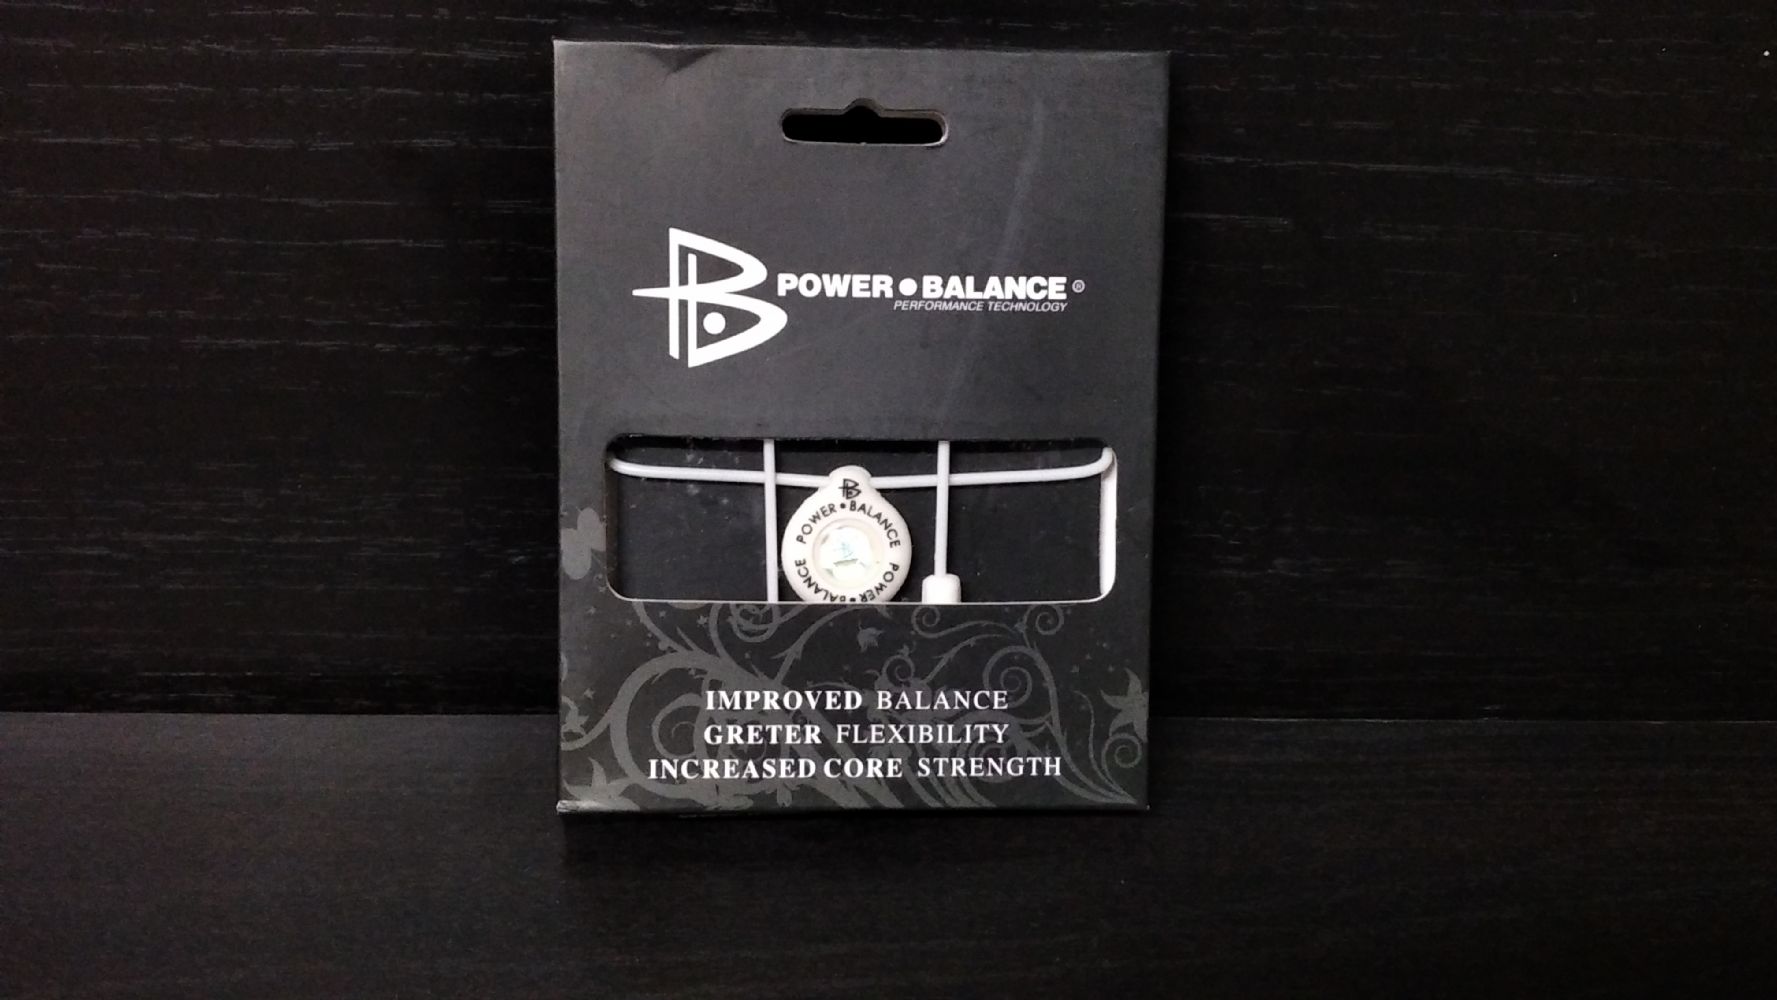 POWER • BALANCE ®
PERFORMANCE TECHNOLOGY
POWER • BALANCE
POWER • BALANCE
IMPROVED BALANCE
GRETER FLEXIBILITY
INCREASED CORE STRENGTH